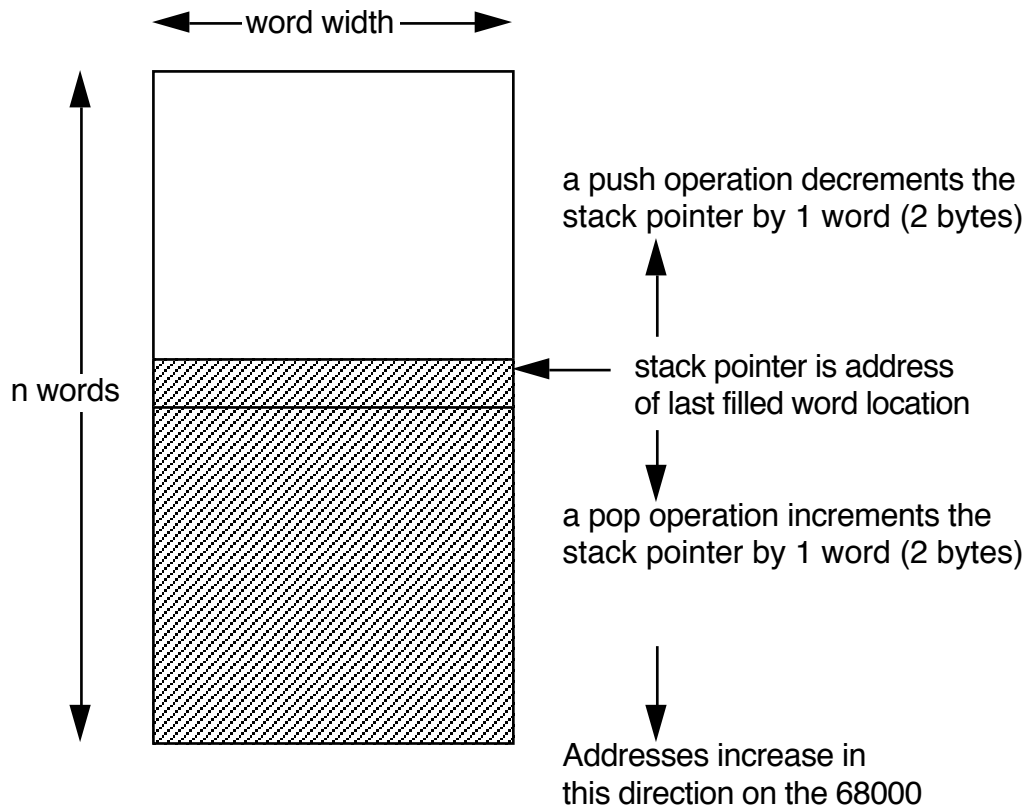 word width
a push operation decrements the
stack pointer by 1 word (2 bytes)
stack pointer is address
n words
of last filled word location
a pop operation increments the
stack pointer by 1 word (2 bytes)
Addresses increase in
this direction on the 68000